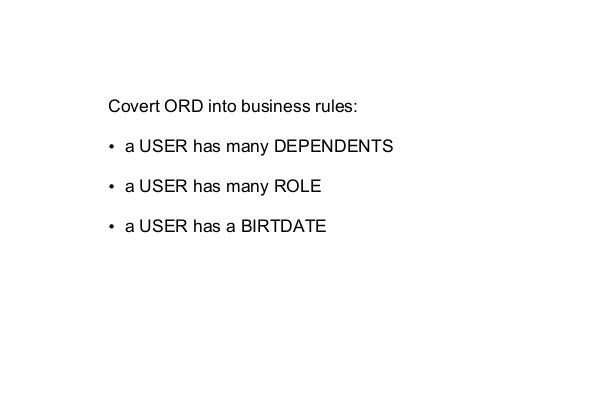 Covert ORD into business rules:
• a USER has many DEPENDENTS
• a USER has many ROLE
• a USER has a BIRTDATE